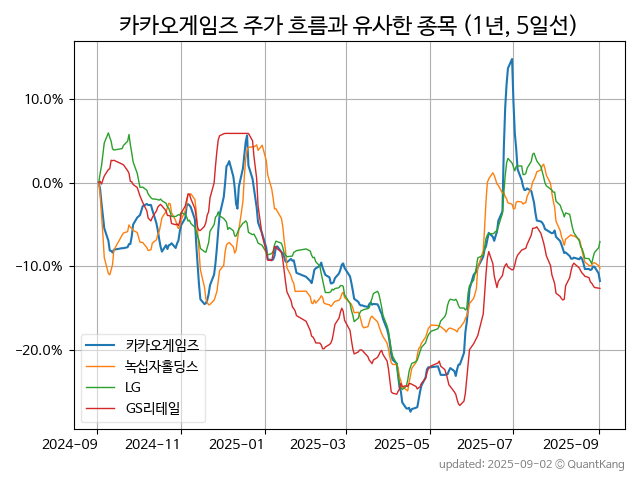 카카오게임즈 주가 흐름과 유사한 종목 (1년, 5일선)
10.0%
0.0%
−10.0%
−20.0%
카카오게임즈
녹십자홀딩스
LG
GS리테일
2024-09 2024-11 2025-01 2025-03 2025-05 2025-07 2025-09
updated: 2025-09-02 © QuantKang